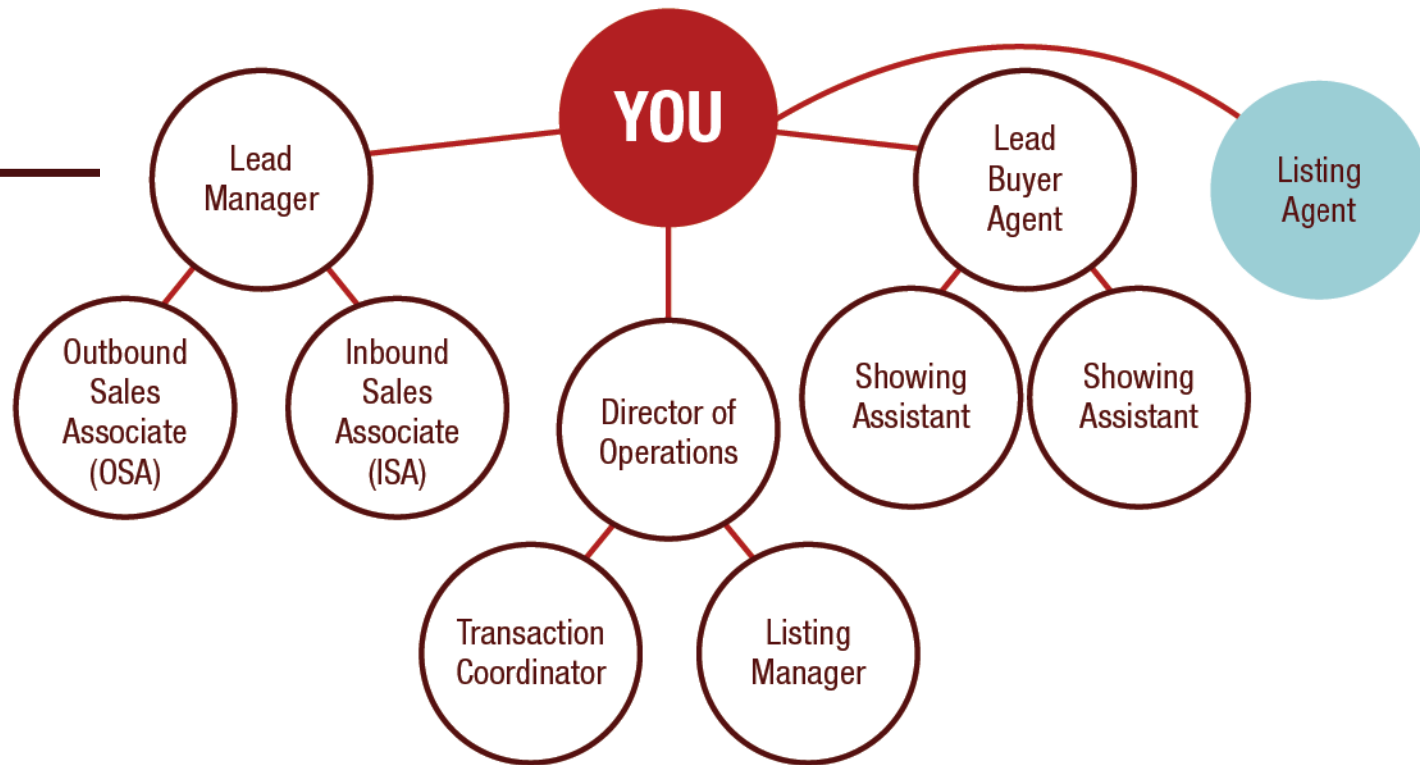 YOU
Lead
Manager
Lead
Buyer
Agent
Listing
Agent
Outbound
Sales
Associate
(OSA)
Inbound
Sales
Associate
(ISA)
Director of
Operations
Showing
Assistant
Showing
Assistant
Transaction
Coordinator
Listing
Manager